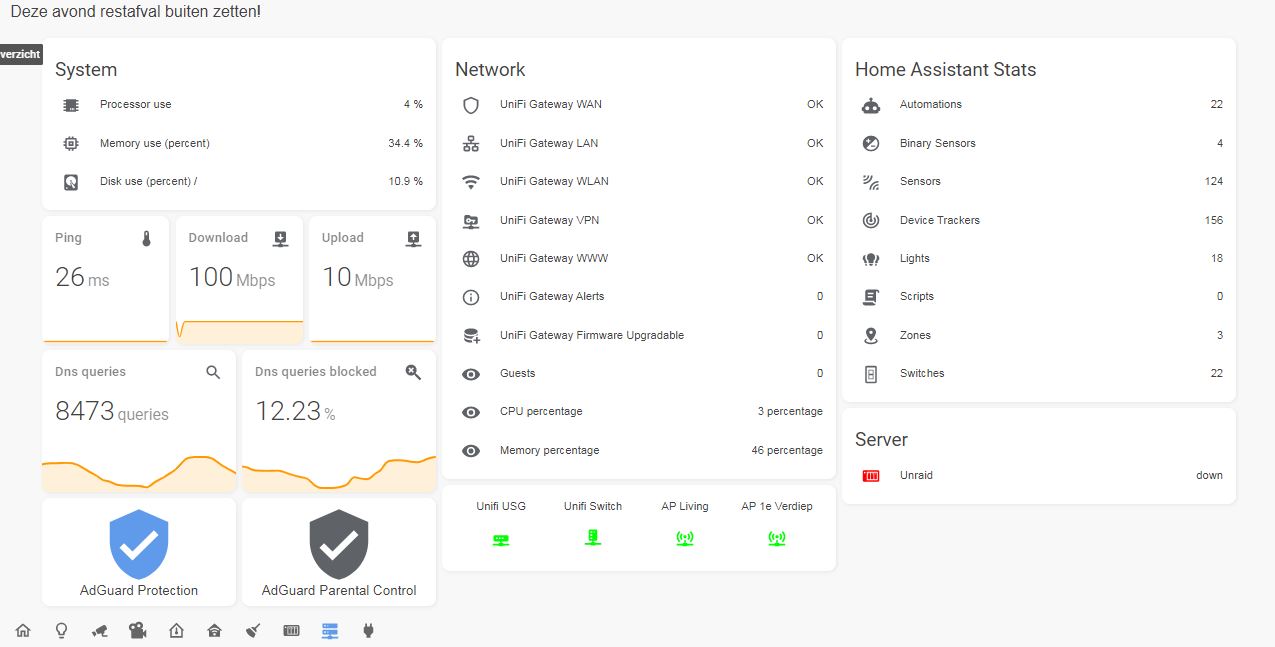 Deze avond restafval buiten zetten!
verzicht
System
Processor use 4 %
Memory use (percent) 34.4 %
Disk use (percent) / 10.9 %
Ping
26 ms
Download
100 Mbps
Upload
10 Mbps
Dns queries
8473 queries
Dns queries blocked
12.23 %
AdGuard Protection
AdGuard Parental Control
Network
UniFi Gateway WAN OK
UniFi Gateway LAN OK
UniFi Gateway WLAN OK
UniFi Gateway VPN OK
UniFi Gateway WWW OK
UniFi Gateway Alerts 0
UniFi Gateway Firmware Upgradable 0
Guests 0
CPU percentage 3 percentage
Memory percentage 46 percentage
Unifi USG Unifi Switch AP Living AP 1e Verdiep
Home Assistant Stats
Automations 22
Binary Sensors 4
Sensors 124
Device Trackers 156
Lights 18
Scripts 0
Zones 3
Switches 22
Server
Unraid down